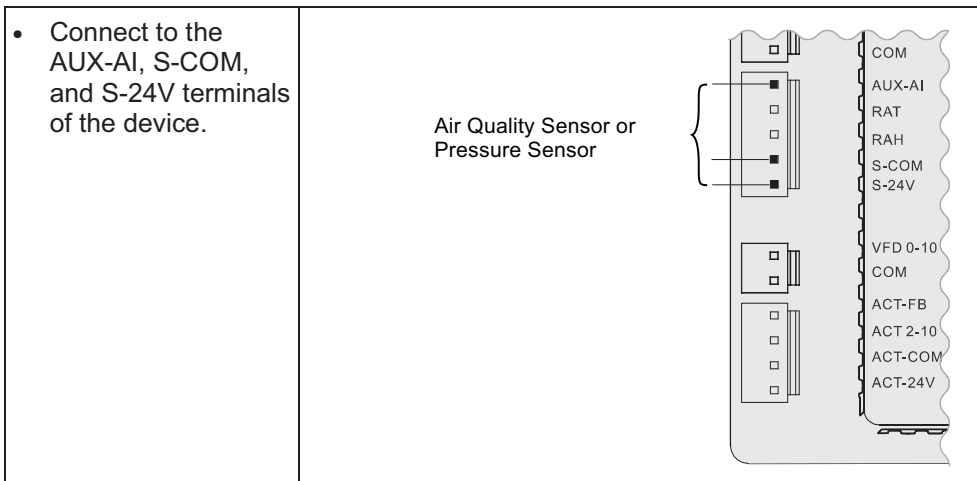 • Connect to the
AUX-AI, S-COM,
and S-24V terminals
of the device.
Air Quality Sensor or
Pressure Sensor
COM
AUX-AI
RAT
RAH
S-COM
S-24V
VFD 0-10
COM
ACT-FB
ACT 2-10
ACT-COM
ACT-24V